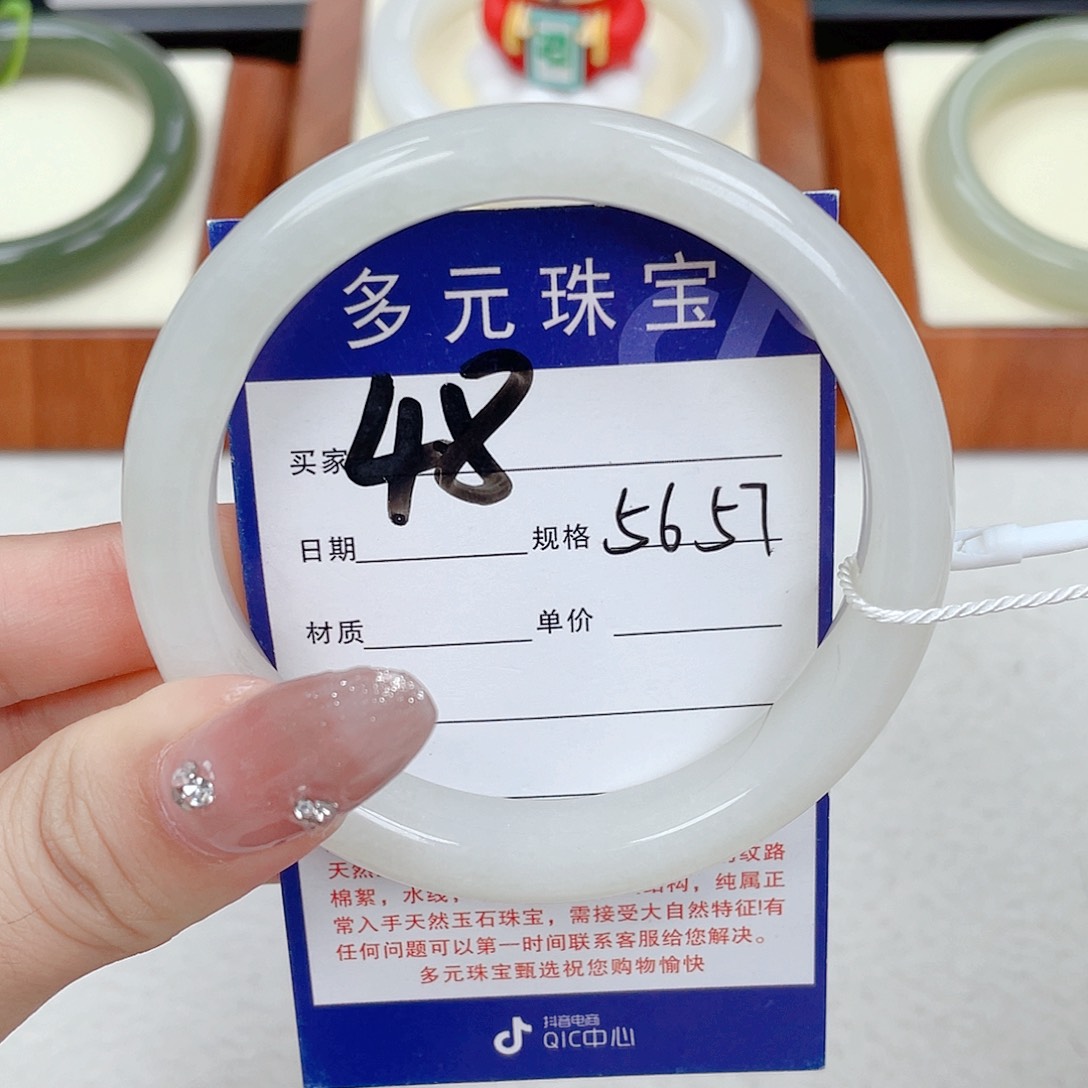 多元珠宝
48
买家
日期 规格 5657
材质 单价
天然 纹路
棉絮，水线， 结构，纯属正
常入手天然玉石珠宝，需接受大自然特征!有
任何问题可以第一时间联系客服给您解决。
多元珠宝甄选祝您购物愉快
抖音电商
QIC中心